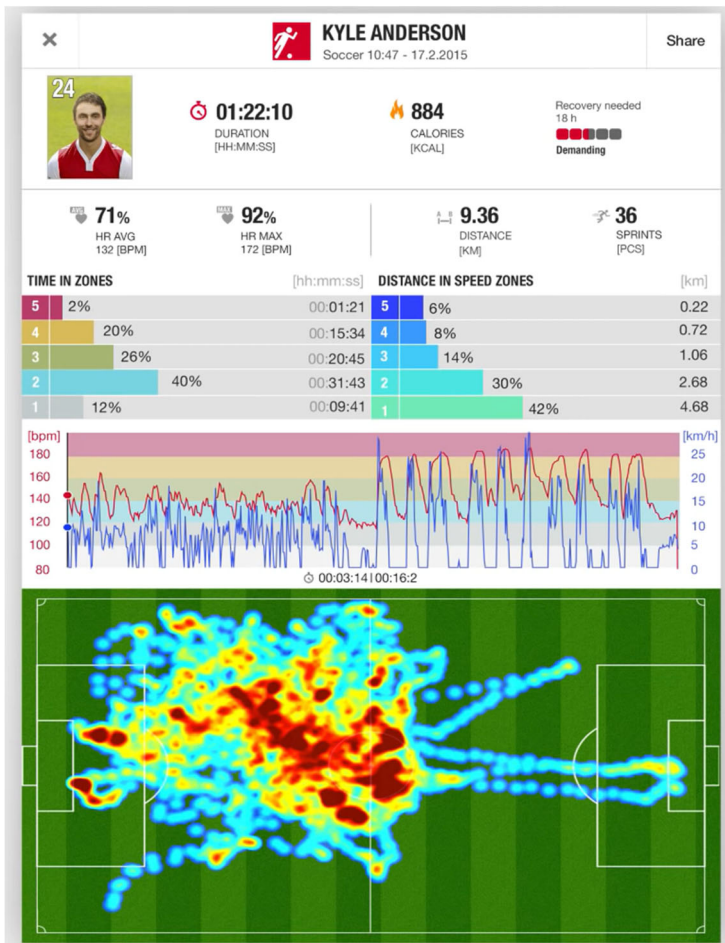 KYLE ANDERSON
Soccer 10:47 - 17.2.2015
Share
24
01:22:10
DURATION
[HH:MM:SS]
884
CALORIES
[KCAL]
Recovery needed
18 h
Demanding
AVG
71%
HR AVG
132 [BPM]
MAX
92%
HR MAX
172 [BPM]
A B
9.36
DISTANCE
[KM]
36
SPRINTS
[PCS]
TIME IN ZONES [hh:mm:ss]
5 2% 00:01:21
4 20% 00:15:34
3 26% 00:20:45
2 40% 00:31:43
1 12% 00:09:41
DISTANCE IN SPEED ZONES [km]
5 6% 0.22
4 8% 0.72
3 14% 1.06
2 30% 2.68
1 42% 4.68
[bpm] [km/h]
180 25
160 20
140 15
120 10
100 5
80 0
00:03:14|00:16:2